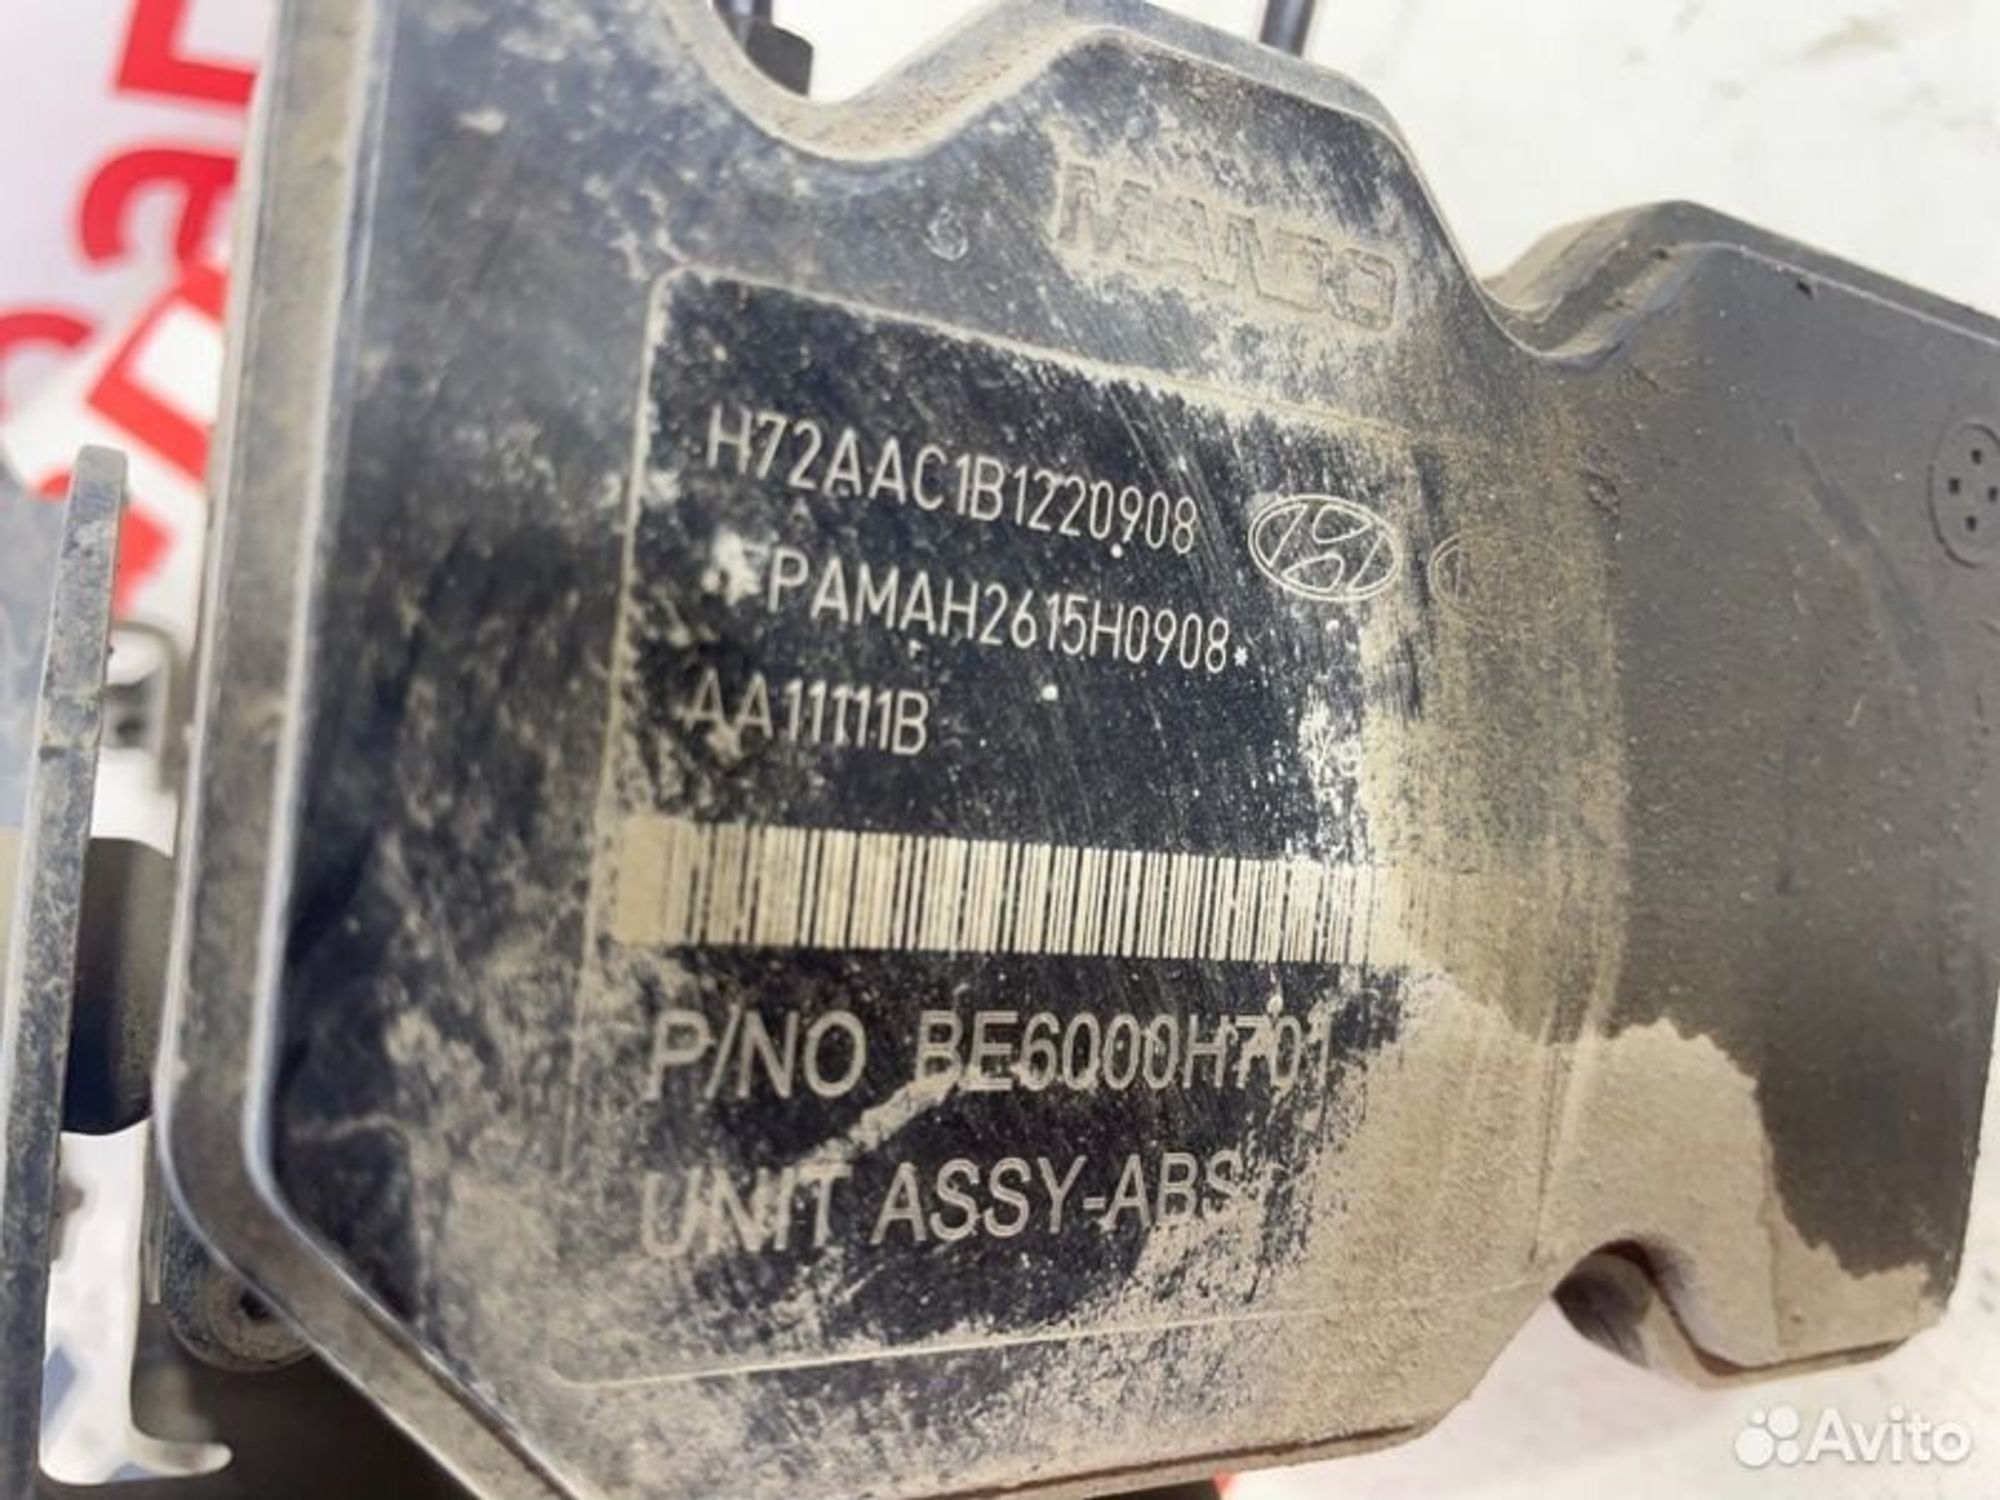 MANDO
H72AAC1B1220908
*PAMAH2615H0908*
AA11111B
P/NO BE6000H701
UNIT ASSY-ABS
Avito